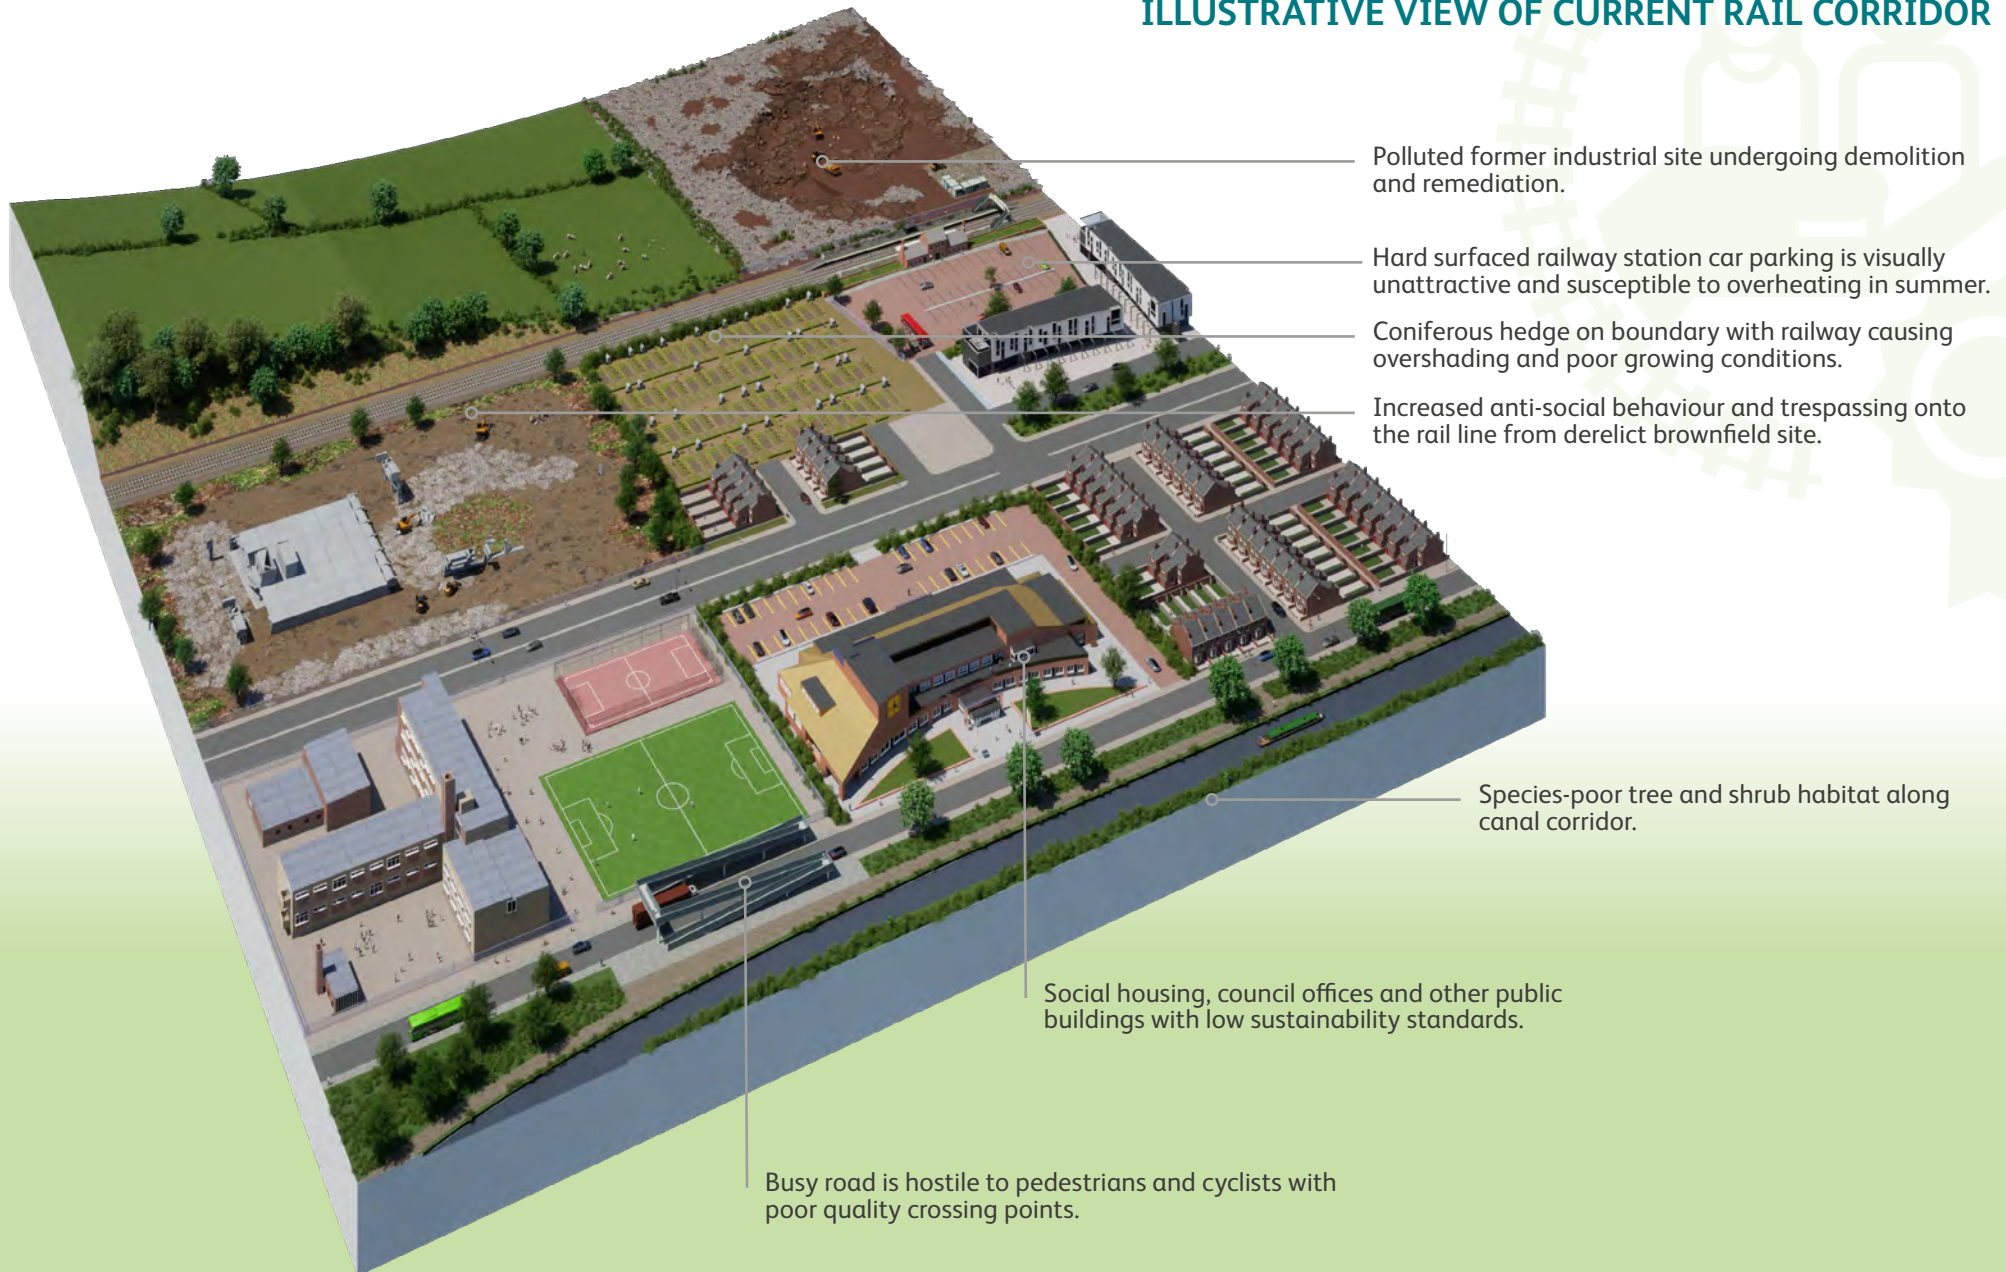 ILLUSTRATIVE VIEW OF CURRENT RAIL CORRIDOR
Polluted former industrial site undergoing demolition
and remediation.
Hard surfaced railway station car parking is visually
unattractive and susceptible to overheating in summer.
Coniferous hedge on boundary with railway causing
overshading and poor growing conditions.
Increased anti-social behaviour and trespassing onto
the rail line from derelict brownfield site.
Species-poor tree and shrub habitat along
canal corridor.
Social housing, council offices and other public
buildings with low sustainability standards.
Busy road is hostile to pedestrians and cyclists with
poor quality crossing points.